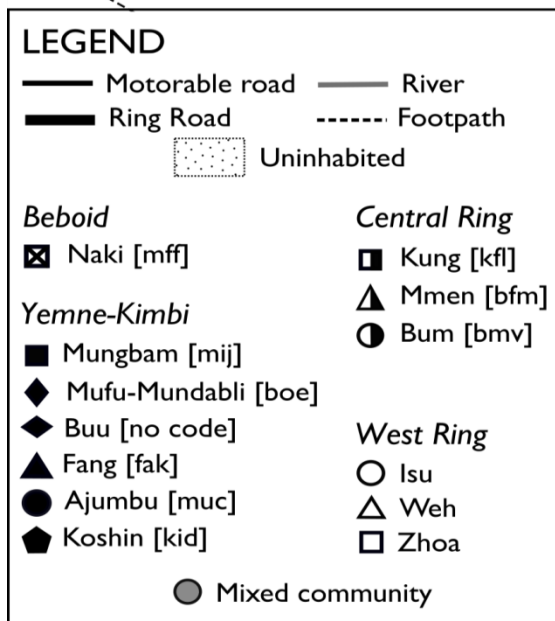 LEGEND
Motorable road
River
Ring Road
Footpath
Uninhabited
Beboid
Naki [mff]
Yemne-Kimbi
Mungbam [mij]
Mufu-Mundabli [boe]
Buu [no code]
Fang [fak]
Ajumbu [muc]
Koshin [kid]
Central Ring
Kung [kfl]
Mmen [bfm]
Bum [bmv]
West Ring
Isu
Weh
Zhoa
Mixed community